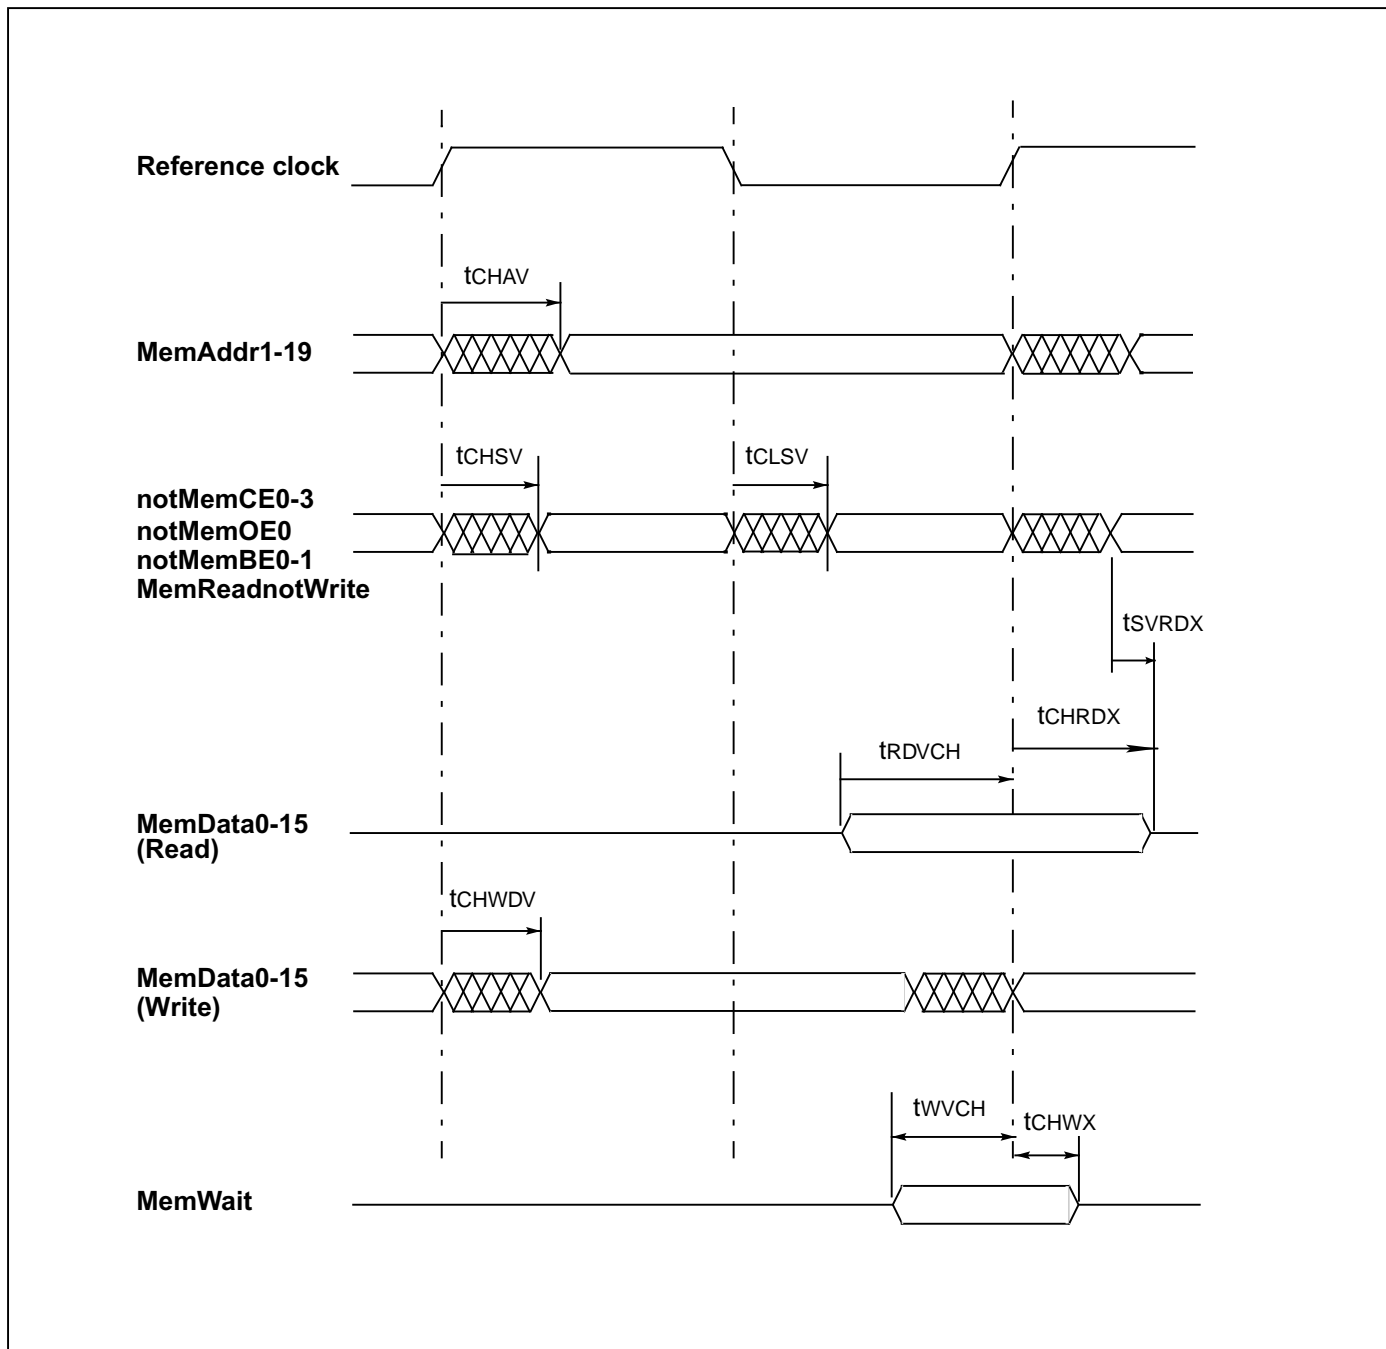 Reference clock
tCHAV
MemAddr1-19
tCHSV
tCLSV
notMemCE0-3
notMemOE0
notMemBE0-1
MemReadnotWrite
tSVRDX
tCHRDX
tRDVCH
MemData0-15
(Read)
tCHWDV
MemData0-15
(Write)
tWVCH
tCHWX
MemWait